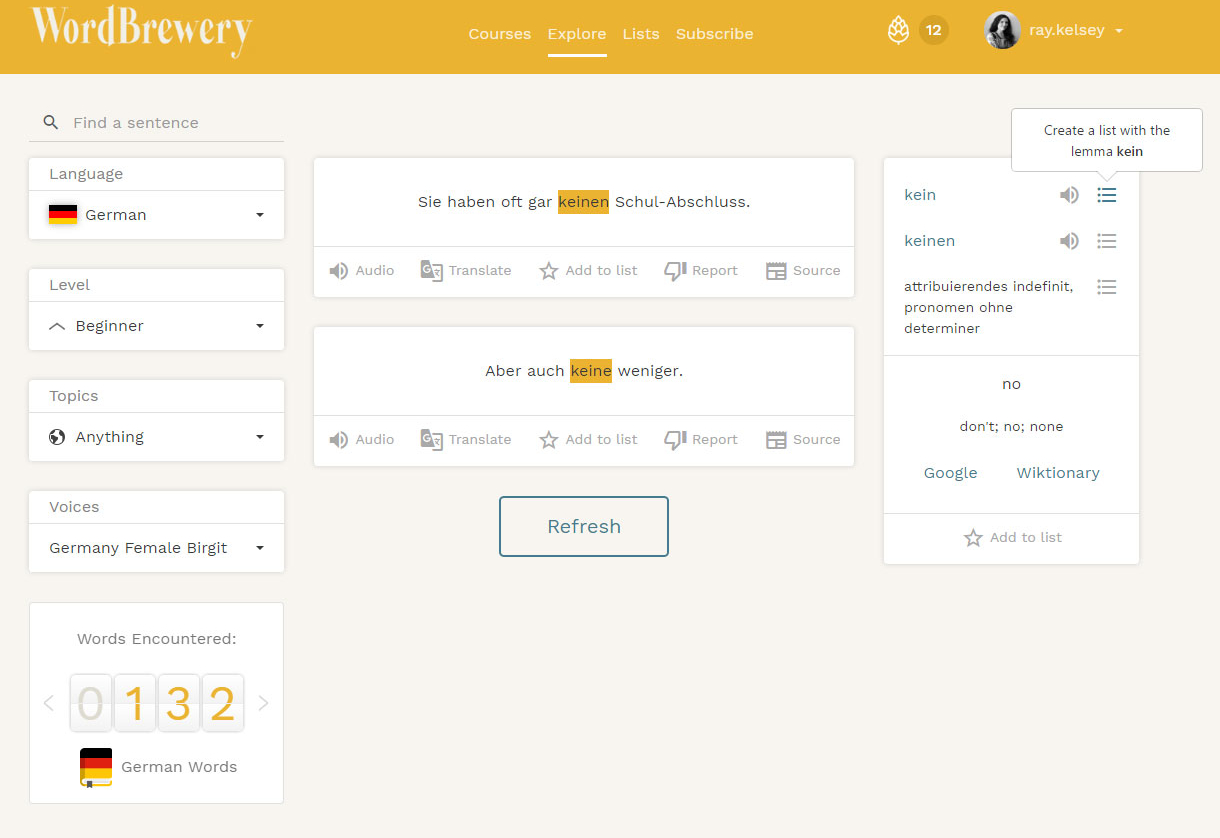 WordBrewery
Courses
Explore
Lists
Subscribe
12
ray.kelsey
Find a sentence
Language
German
Level
Beginner
Topics
Anything
Voices
Germany Female Birgit
Words Encountered:
0132
German Words
Sie haben oft gar keinen Schul-Abschluss.
Audio
Translate
Add to list
Report
Source
Aber auch keine weniger.
Audio
Translate
Add to list
Report
Source
Refresh
Create a list with the
lemma kein
kein
keinen
attribuierendes indefinit,
pronomen ohne
determiner
no
don't; no; none
Google
Wiktionary
Add to list